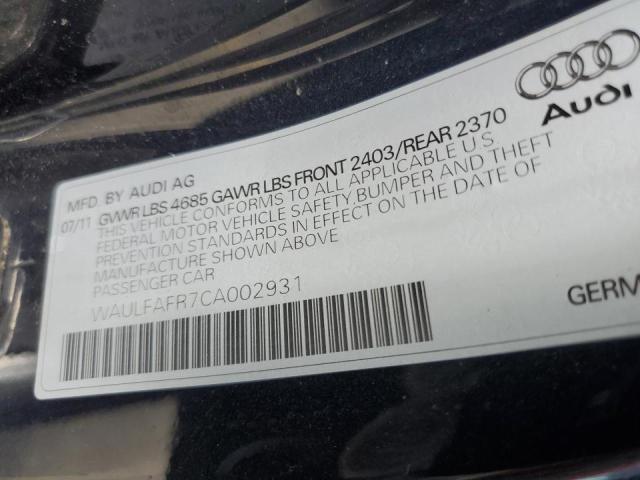 MFD. BY AUDI AG
07/11 GVWR LBS 4685 GAWR LBS FRONT 2403/REAR 2370
THIS VEHICLE CONFORMS TO ALL APPLICABLE U.S.
FEDERAL MOTOR VEHICLE SAFETY, BUMPER AND THEFT
PREVENTION STANDARDS IN EFFECT ON THE DATE OF
MANUFACTURE SHOWN ABOVE
PASSENGER CAR
WAULFAFR7CA002931
Audi
GERM